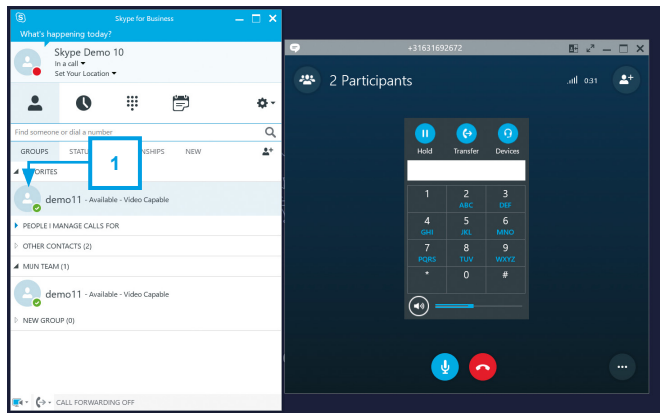 Skype for Business
What's happening today?
Skype Demo 10
In a call
Set Your Location
Find someone or dial a number
GROUPS STATU NSHIPS NEW
1
ORITES
demo11 - Available - Video Capable
PEOPLE I MANAGE CALLS FOR
OTHER CONTACTS (2)
MIJN TEAM (1)
demo11 - Available - Video Capable
NEW GROUP (0)
CALL FORWARDING OFF
+31631692672
2 Participants
0:31
Hold Transfer Devices
1 2 3
ABC DEF
4 5 6
GHI JKL MNO
7 8 9
PQRS TUV WXYZ
* 0 #